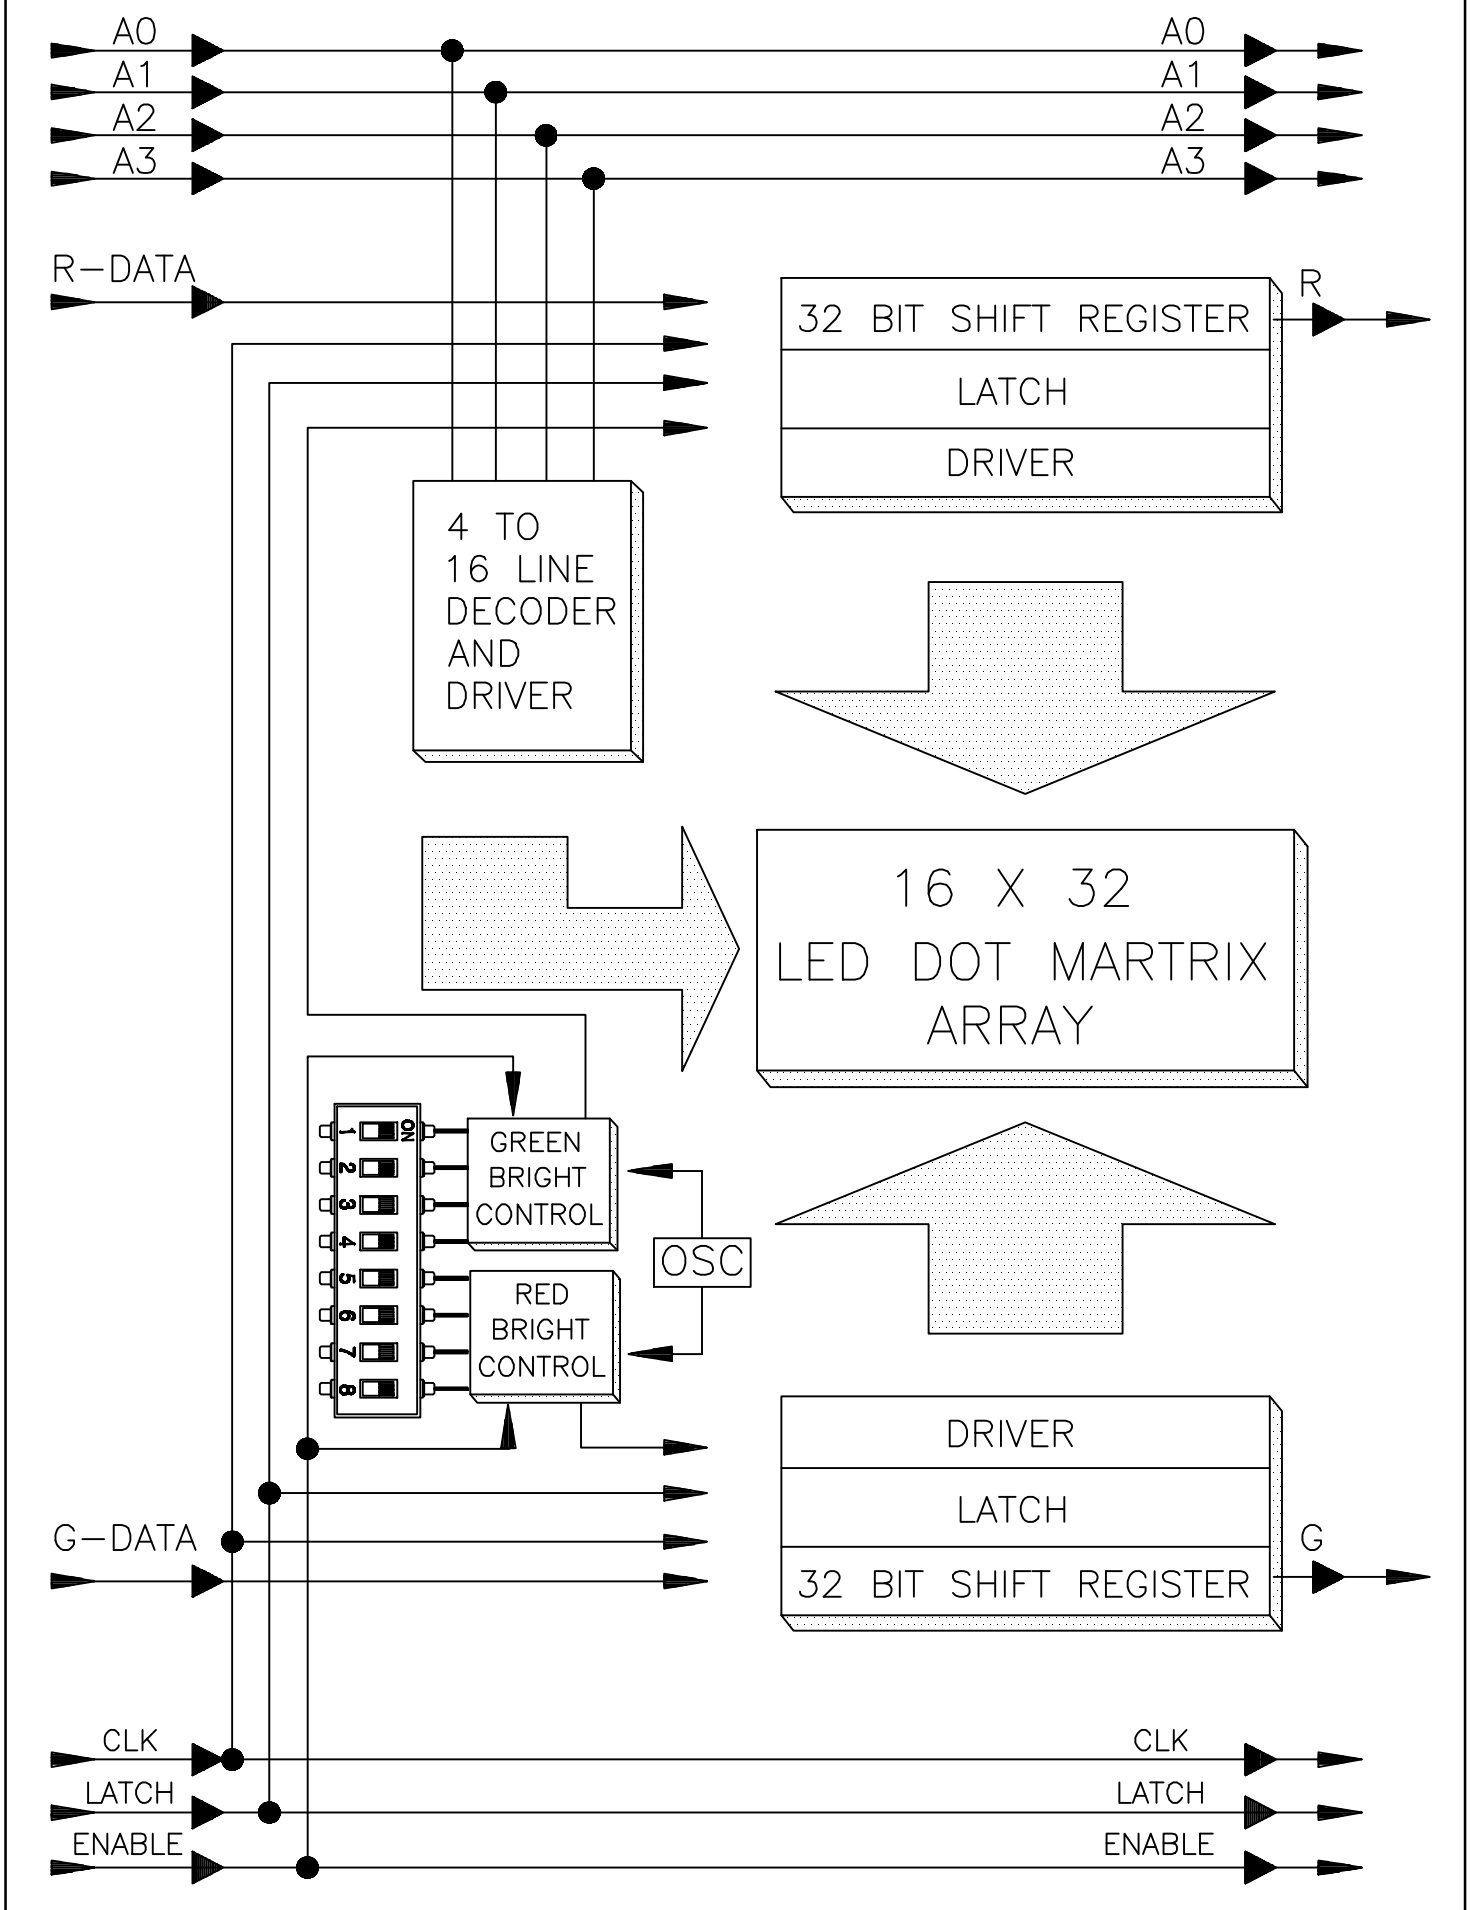 A0 A0
A1 A1
A2 A2
A3 A3
R-DATA
R
32 BIT SHIFT REGISTER
LATCH
DRIVER
4 TO
16 LINE
DECODER
AND
DRIVER
16 X 32
LED DOT MARTRIX
ARRAY
ON
1
2
3
4
5
6
7
8
GREEN
BRIGHT
CONTROL
OSC
RED
BRIGHT
CONTROL
DRIVER
LATCH
32 BIT SHIFT REGISTER
G-DATA
G
CLK CLK
LATCH LATCH
ENABLE ENABLE